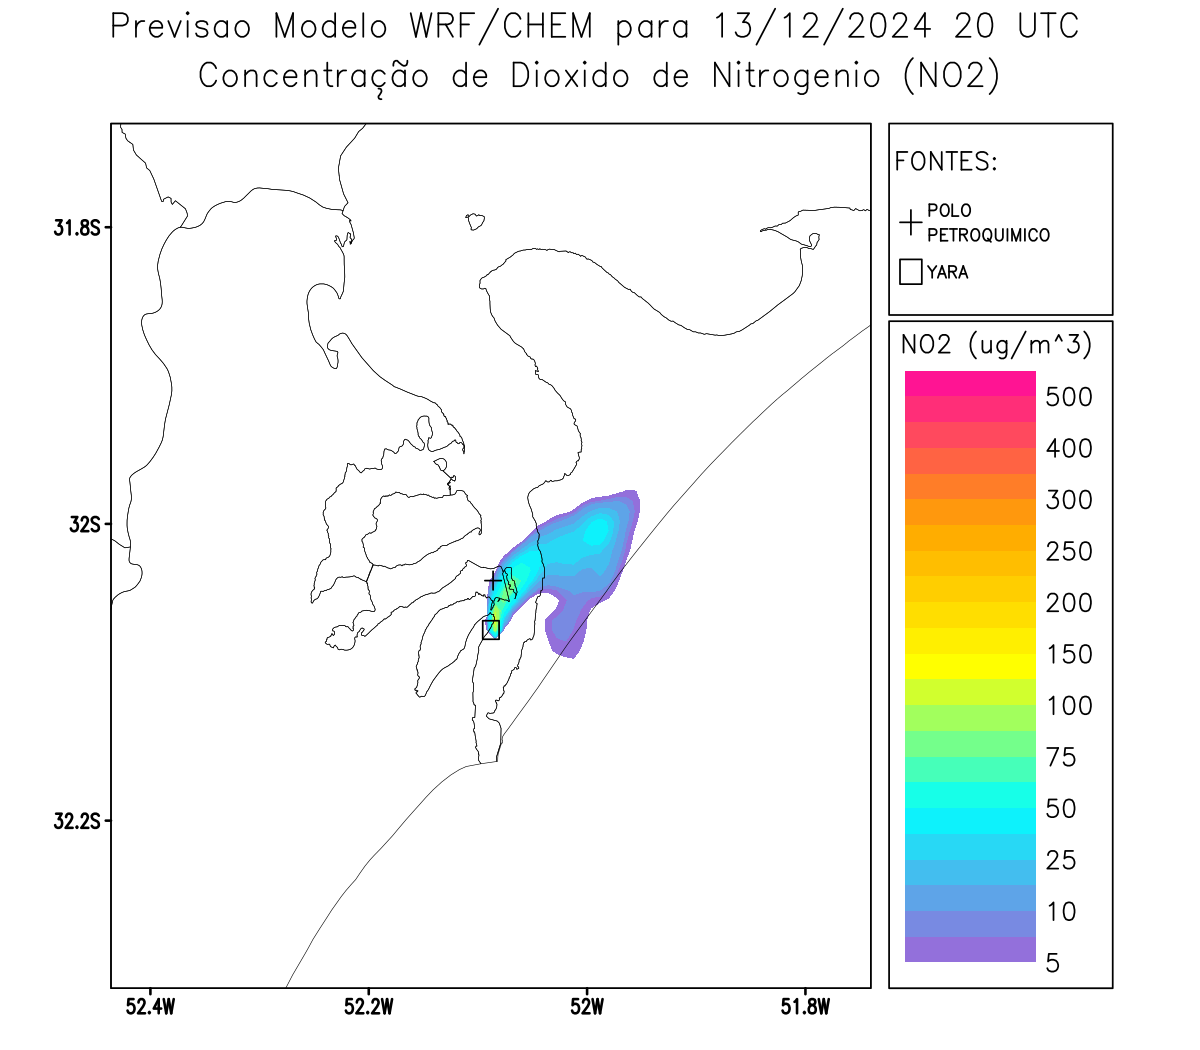 Previsao Modelo WRF/CHEM para 13/12/2024 20 UTC
Concentração de Dioxido de Nitrogenio (NO2)
FONTES:
POLO
PETROQUIMICO
YARA
NO2 (ug/m^3)
500
400
300
250
200
150
100
75
50
25
10
5
31.8S
32S
32.2S
52.4W
52.2W
52W
51.8W